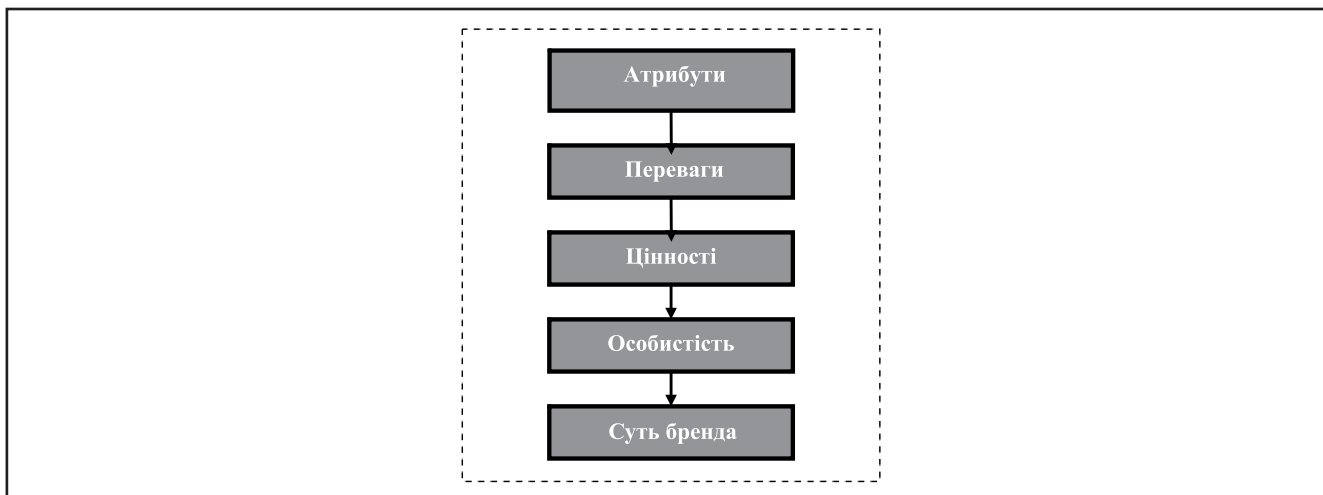 Атрибути
Переваги
Цінності
Особистість
Суть бренда